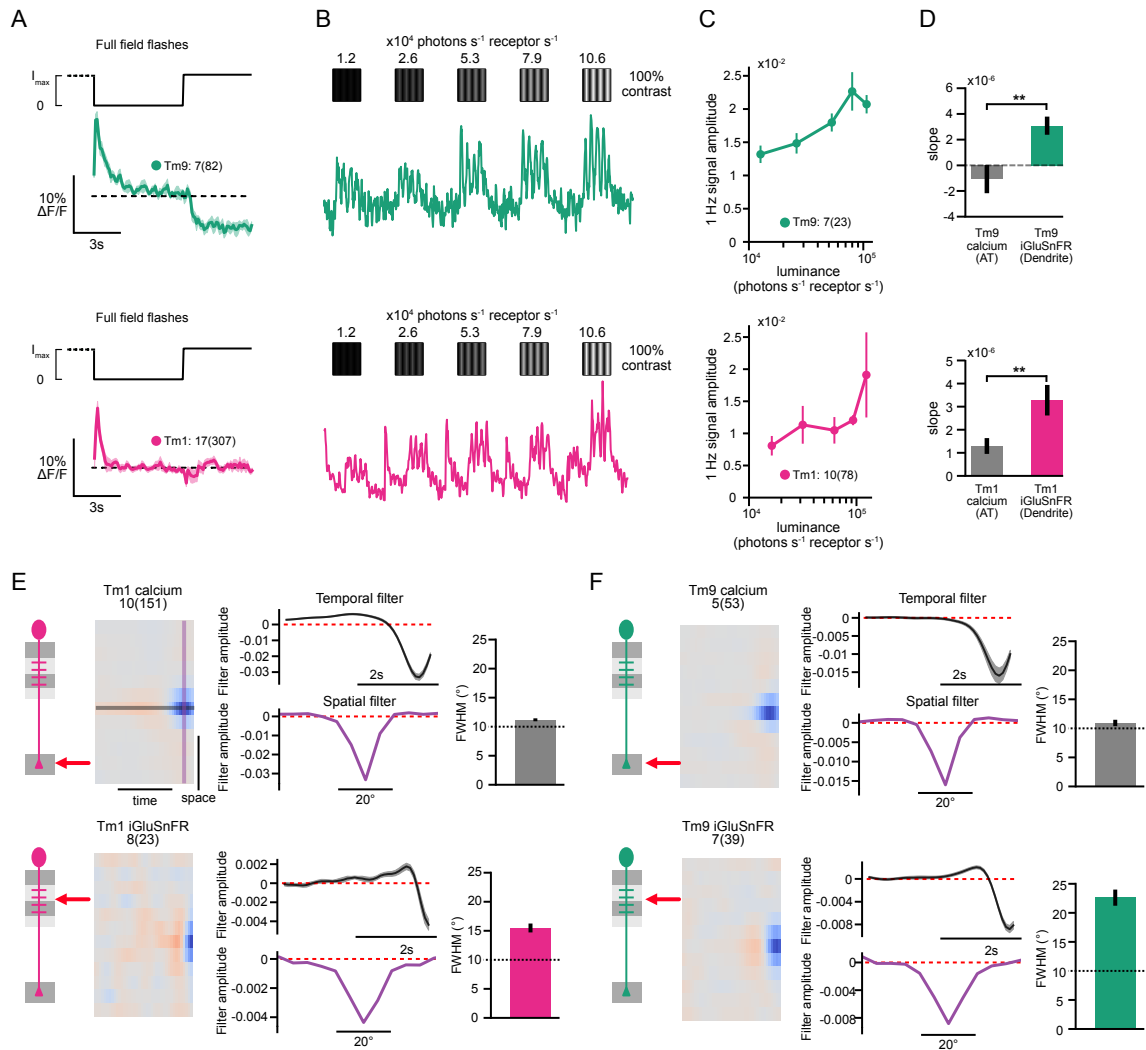 A
Full field flashes
Imax
0
Tm9: 7(82)
10%
ΔF/F
3s
Full field flashes
Imax
0
Tm1: 17(307)
10%
ΔF/F
3s
B
x10⁴ photons s⁻¹ receptor s⁻¹
1.2 2.6 5.3 7.9 10.6
100%
contrast
x10⁴ photons s⁻¹ receptor s⁻¹
1.2 2.6 5.3 7.9 10.6
100%
contrast
C
x10⁻²
1 Hz signal amplitude
2.5
2
1.5
1
0.5
0
Tm9: 7(23)
10⁴ 10⁵
luminance
(photons s⁻¹ receptor s⁻¹)
x10⁻²
1 Hz signal amplitude
2.5
2
1.5
1
0.5
0
Tm1: 10(78)
10⁴ 10⁵
luminance
(photons s⁻¹ receptor s⁻¹)
D
x10⁻⁶
slope
6
4
2
0
-2
-4
**
Tm9
calcium
(AT)
Tm9
iGluSnFR
(Dendrite)
x10⁻⁶
slope
6
5
4
3
2
1
0
**
Tm1
calcium
(AT)
Tm1
iGluSnFR
(Dendrite)
E
Tm1 calcium
10(151)
time
space
Temporal filter
Filter amplitude
0
-0.01
-0.02
-0.03
2s
Spatial filter
Filter amplitude
0
-0.01
-0.02
-0.03
20°
FWHM (°)
25
20
15
10
5
0
Tm1 iGluSnFR
8(23)
Filter amplitude
0.002
0
-0.002
-0.004
2s
Filter amplitude
0
-0.002
-0.004
20°
FWHM (°)
25
20
15
10
5
0
F
Tm9 calcium
5(53)
Temporal filter
Filter amplitude
0
-0.005
-0.01
-0.015
2s
Spatial filter
Filter amplitude
0
-0.005
-0.010
-0.015
20°
FWHM (°)
25
20
15
10
5
0
Tm9 iGluSnFR
7(39)
Filter amplitude
0
-0.004
-0.008
2s
Filter amplitude
0
-0.004
-0.008
20°
FWHM (°)
25
20
15
10
5
0